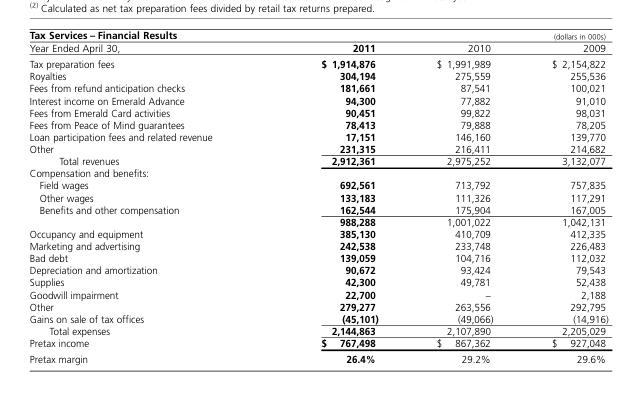 (2) Calculated as net tax preparation fees divided by retail tax returns prepared.
Tax Services – Financial Results (dollars in 000s)
Year Ended April 30, 2011 2010 2009
Tax preparation fees $ 1,914,876 $ 1,991,989 $ 2,154,822
Royalties 304,194 275,559 255,536
Fees from refund anticipation checks 181,661 87,541 100,021
Interest income on Emerald Advance 94,300 77,882 91,010
Fees from Emerald Card activities 90,451 99,822 98,031
Fees from Peace of Mind guarantees 78,413 79,888 78,205
Loan participation fees and related revenue 17,151 146,160 139,770
Other 231,315 216,411 214,682
Total revenues 2,912,361 2,975,252 3,132,077
Compensation and benefits:
Field wages 692,561 713,792 757,835
Other wages 133,183 111,326 117,291
Benefits and other compensation 162,544 175,904 167,005
988,288 1,001,022 1,042,131
Occupancy and equipment 385,130 410,709 412,335
Marketing and advertising 242,538 233,748 226,483
Bad debt 139,059 104,716 112,032
Depreciation and amortization 90,672 93,424 79,543
Supplies 42,300 49,781 52,438
Goodwill impairment 22,700 – 2,188
Other 279,277 263,556 292,795
Gains on sale of tax offices (45,101) (49,066) (14,916)
Total expenses 2,144,863 2,107,890 2,205,029
Pretax income $ 767,498 $ 867,362 $ 927,048
Pretax margin 26.4% 29.2% 29.6%